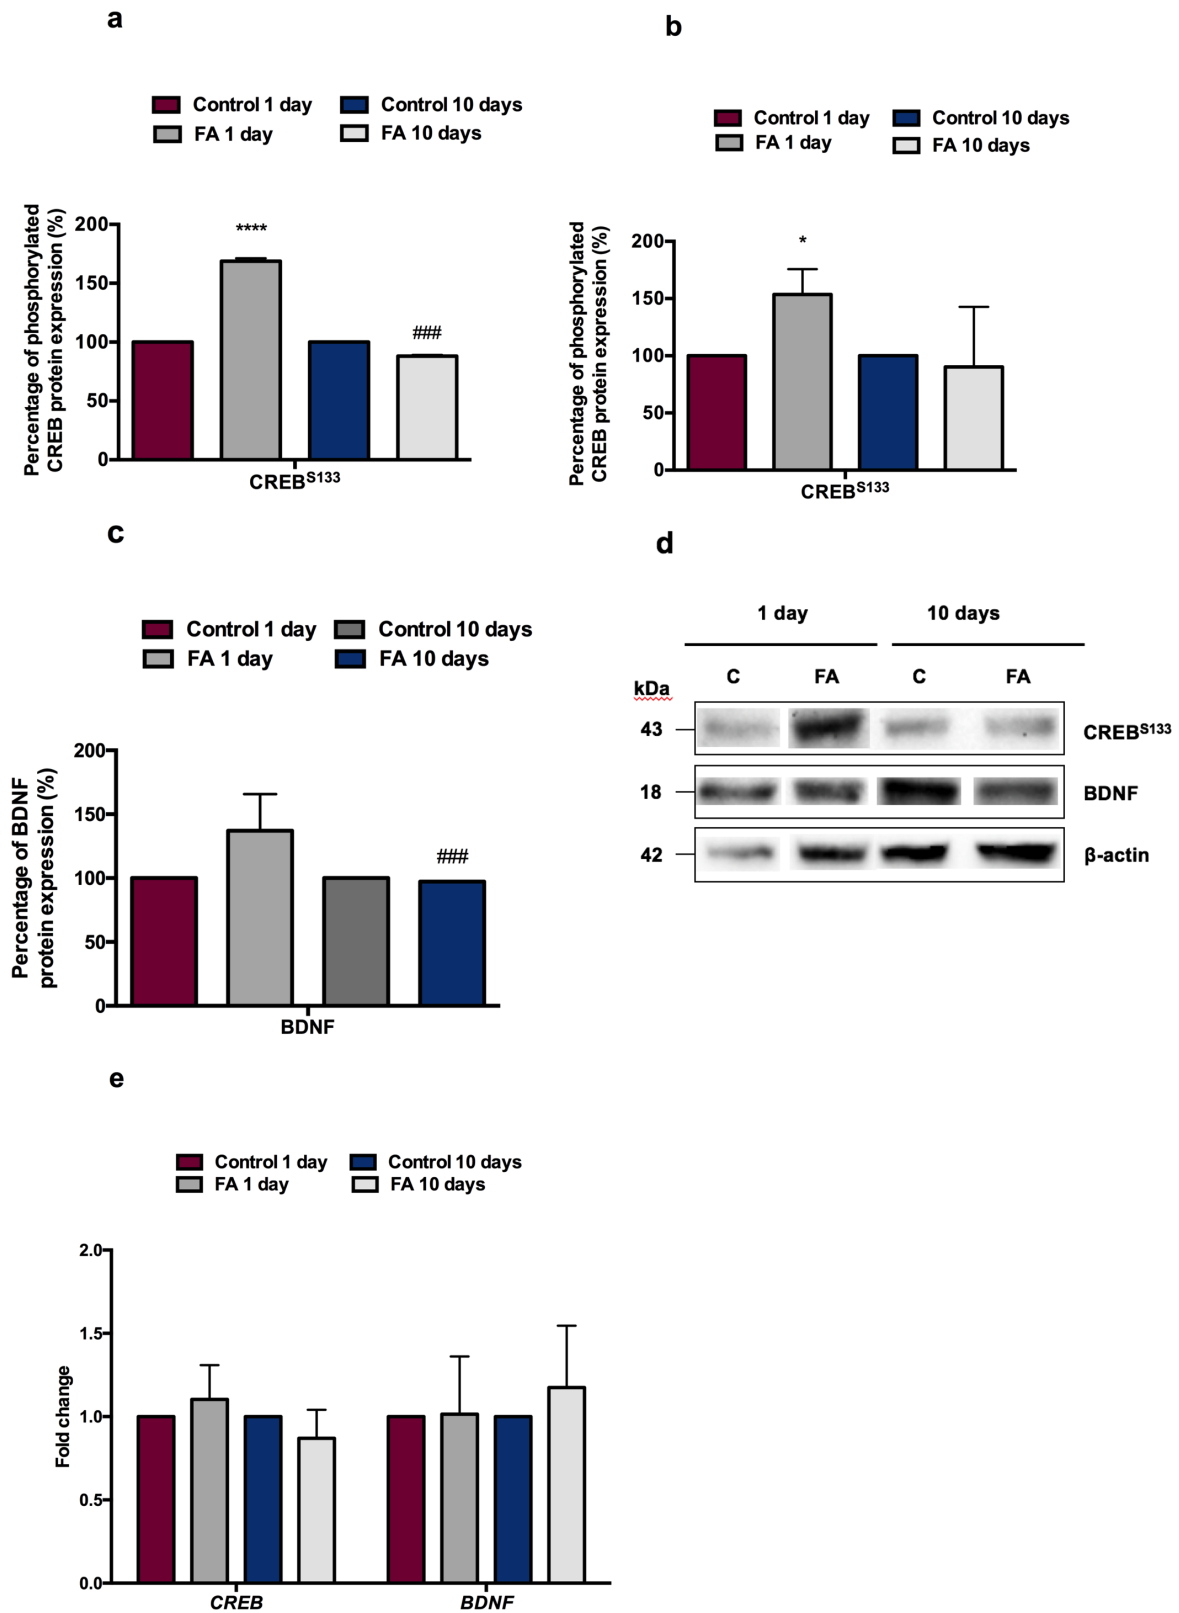 a
Control 1 day
Control 10 days
FA 1 day
FA 10 days
Percentage of phosphorylated
CREB protein expression (%)
200
150
100
50
0
****
###
CREBS133
b
Control 1 day
Control 10 days
FA 1 day
FA 10 days
Percentage of phosphorylated
CREB protein expression (%)
200
150
100
50
0
*
CREBS133
c
Control 1 day
Control 10 days
FA 1 day
FA 10 days
Percentage of BDNF
protein expression (%)
200
150
100
50
0
###
BDNF
d
1 day
10 days
C
FA
C
FA
kDa
43
CREBS133
18
BDNF
42
β-actin
e
Control 1 day
Control 10 days
FA 1 day
FA 10 days
Fold change
2.0
1.5
1.0
0.5
0.0
CREB
BDNF